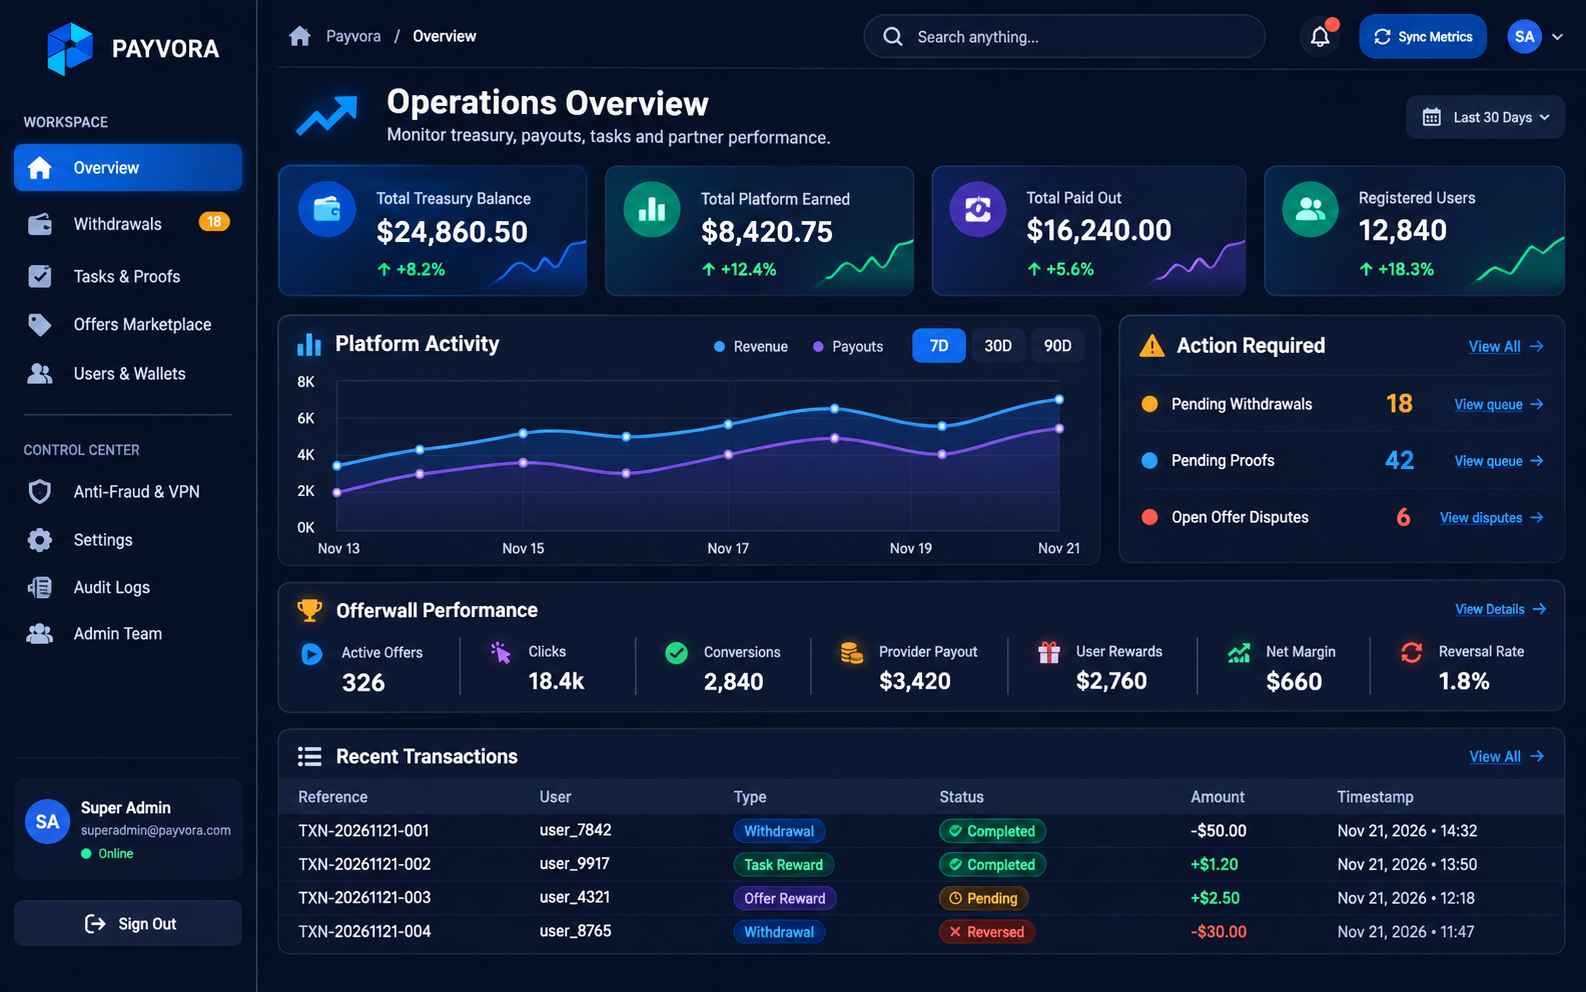 PAYVORA
WORKSPACE
Overview
Withdrawals 18
Tasks & Proofs
Offers Marketplace
Users & Wallets
CONTROL CENTER
Anti-Fraud & VPN
Settings
Audit Logs
Admin Team
SA
Super Admin
superadmin@payvora.com
Online
Sign Out
Payvora / Overview
Search anything...
Sync Metrics
SA
Operations Overview
Monitor treasury, payouts, tasks and partner performance.
Last 30 Days
Total Treasury Balance
$24,860.50
↑ +8.2%
Total Platform Earned
$8,420.75
↑ +12.4%
Total Paid Out
$16,240.00
↑ +5.6%
Registered Users
12,840
↑ +18.3%
Platform Activity
Revenue Payouts 7D 30D 90D
8K
6K
4K
2K
0K
Nov 13 Nov 15 Nov 17 Nov 19 Nov 21
Action Required View All →
Pending Withdrawals 18 View queue →
Pending Proofs 42 View queue →
Open Offer Disputes 6 View disputes →
Offerwall Performance View Details →
Active Offers
326
Clicks
18.4k
Conversions
2,840
Provider Payout
$3,420
User Rewards
$2,760
Net Margin
$660
Reversal Rate
1.8%
Recent Transactions View All →
Reference User Type Status Amount Timestamp
TXN-20261121-001 user_7842 Withdrawal Completed -$50.00 Nov 21, 2026 • 14:32
TXN-20261121-002 user_9917 Task Reward Completed +$1.20 Nov 21, 2026 • 13:50
TXN-20261121-003 user_4321 Offer Reward Pending +$2.50 Nov 21, 2026 • 12:18
TXN-20261121-004 user_8765 Withdrawal Reversed -$30.00 Nov 21, 2026 • 11:47